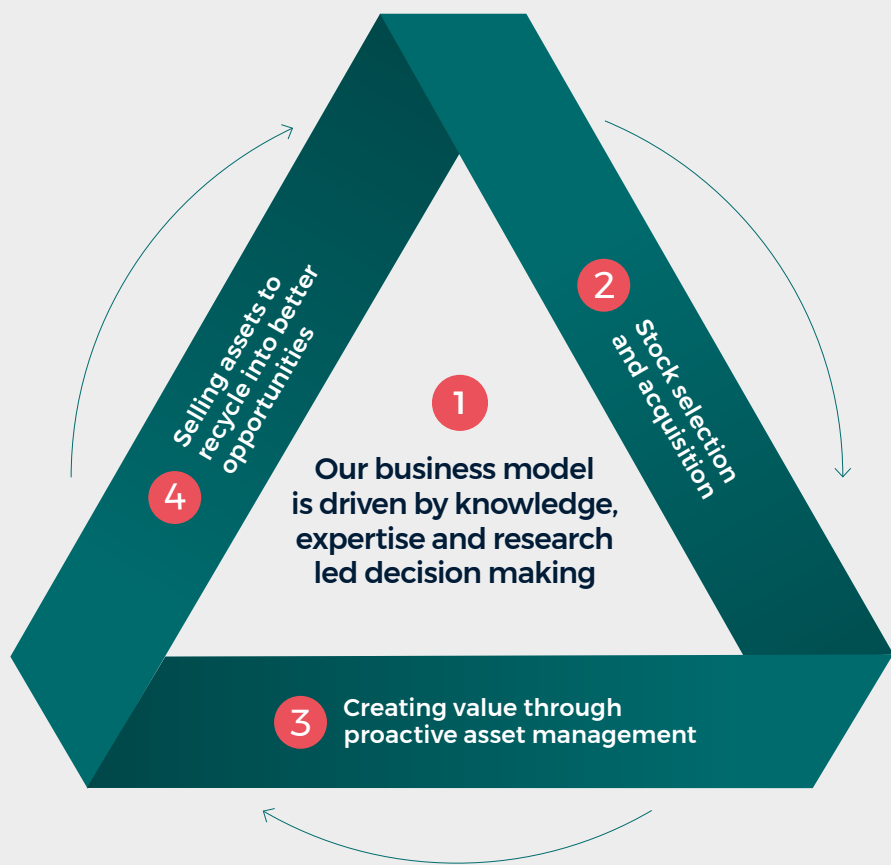 1
Our business model
is driven by knowledge,
expertise and research
led decision making
2
Stock selection
and acquisition
3
Creating value through
proactive asset management
4
Selling assets to
recycle into better
opportunities